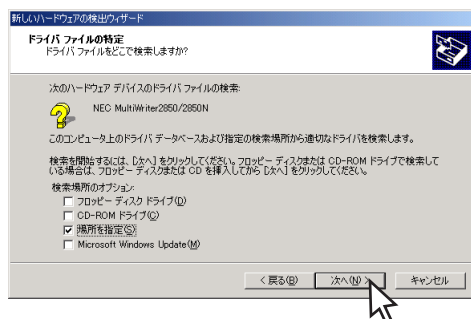 新しいハードウェアの検出ウィザード
ドライバ ファイルの特定
ドライバ ファイルをどこで検索しますか?
次のハードウェア デバイスのドライバ ファイルの検索:
NEC MultiWriter2850/2850N
このコンピュータ上のドライバ データベースおよび指定の検索場所から適切なドライバを検索します。
検索を開始するには、[次へ] をクリックしてください。フロッピー ディスクまたは CD-ROM ドライブで検索して
いる場合は、フロッピー ディスクまたは CD を挿入してから [次へ] をクリックしてください。
検索場所のオプション:
フロッピー ディスク ドライブ(D)
CD-ROM ドライブ(C)
場所を指定(S)
Microsoft Windows Update(M)
< 戻る(B)
次へ(N) >
キャンセル